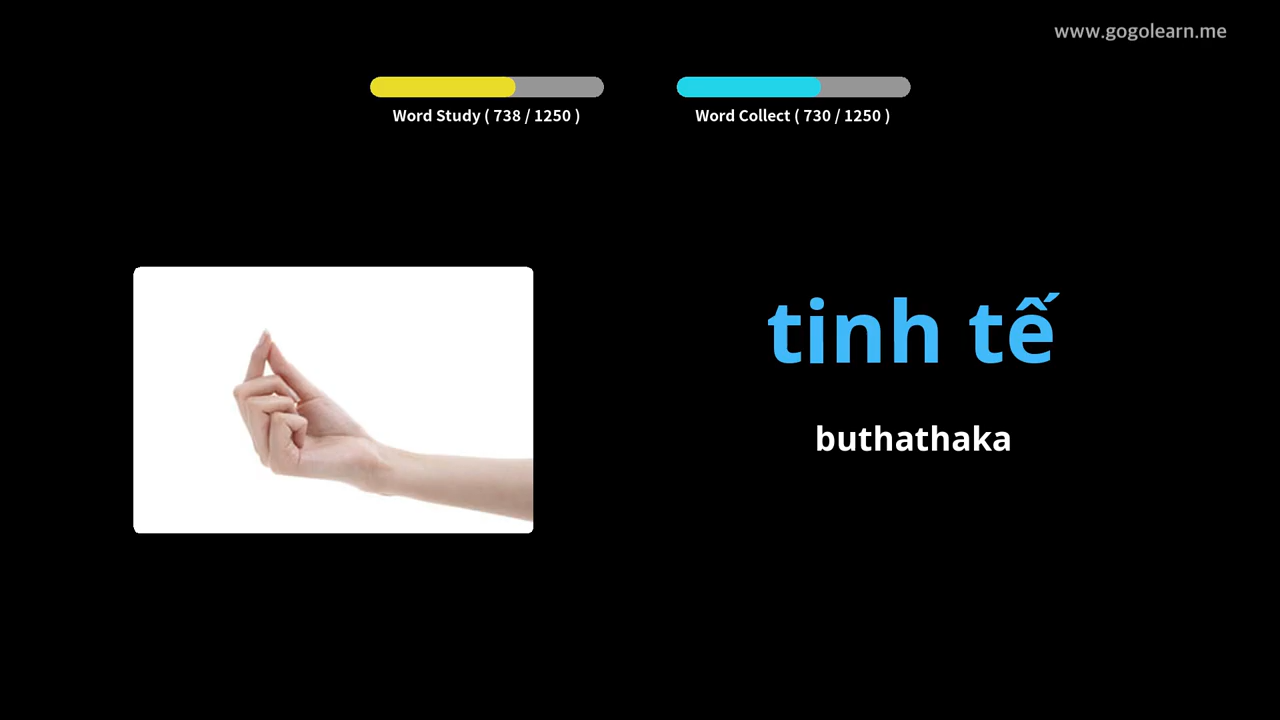 www.gogolearn.me
Word Study ( 738 / 1250 )
Word Collect ( 730 / 1250 )
tinh tế
buthathaka